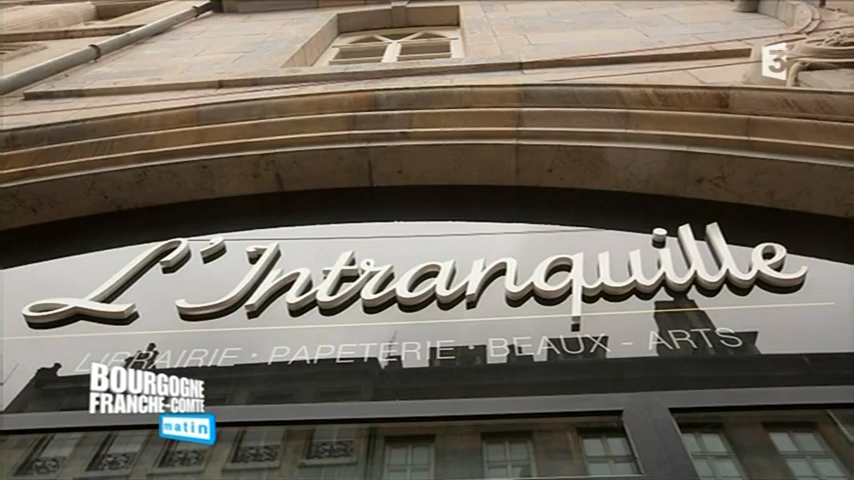 3
L'Intranquille
LIBRAIRIE · PAPETERIE · BEAUX - ARTS
BOURGOGNE
FRANCHE-COMTE
matin